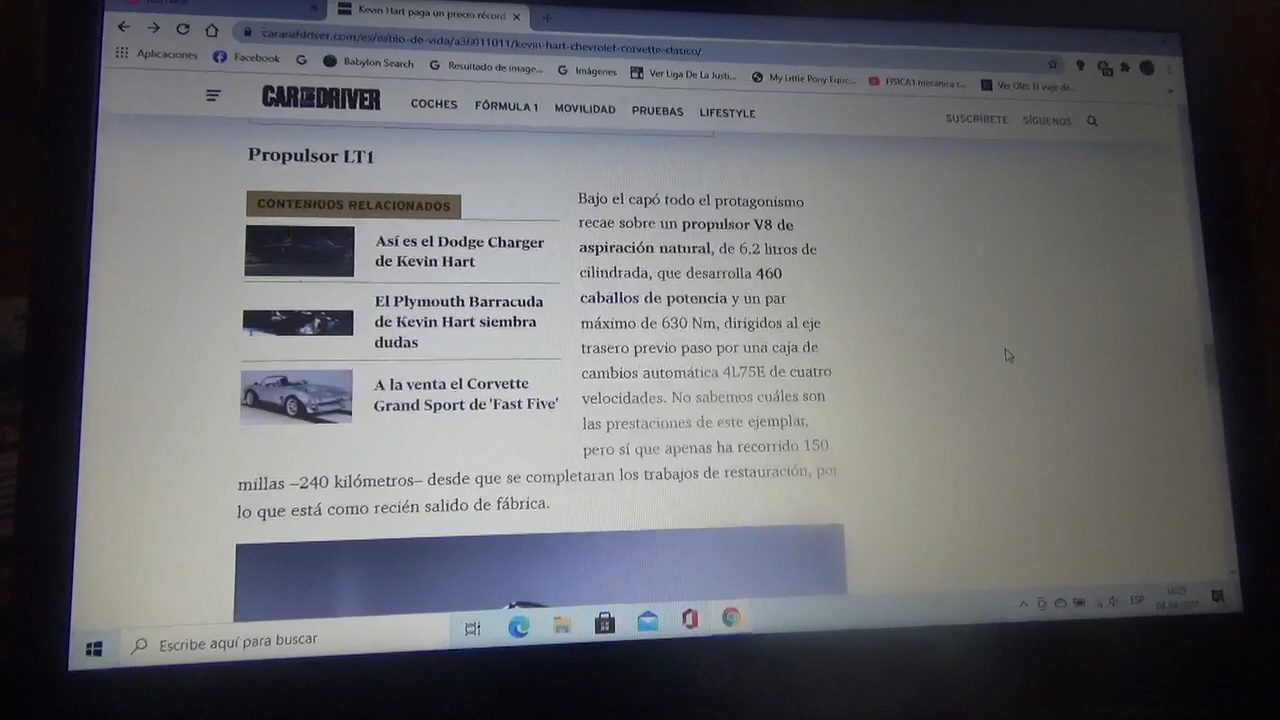 Kevin Hart paga un precio récord
caranddriver.com/es/estilo-de-vida/a36011011/kevin-hart-chevrolet-corvette-clasico/
Aplicaciones Facebook Babylon Search Resultado de image... Imágenes Ver Liga De La Justi... My Little Pony Eque... FISICA1 mecanica r... Ver Olé: El viaje de...
CAR AND DRIVER COCHES FÓRMULA 1 MOVILIDAD PRUEBAS LIFESTYLE SUSCRÍBETE SÍGUENOS
Propulsor LT1
CONTENIDOS RELACIONADOS
Así es el Dodge Charger
de Kevin Hart
El Plymouth Barracuda
de Kevin Hart siembra
dudas
A la venta el Corvette
Grand Sport de 'Fast Five'
Bajo el capó todo el protagonismo
recae sobre un propulsor V8 de
aspiración natural, de 6.2 litros de
cilindrada, que desarrolla 460
caballos de potencia y un par
máximo de 630 Nm, dirigidos al eje
trasero previo paso por una caja de
cambios automática 4L75E de cuatro
velocidades. No sabemos cuáles son
las prestaciones de este ejemplar,
pero sí que apenas ha recorrido 150
millas –240 kilómetros– desde que se completaran los trabajos de restauración, por
lo que está como recién salido de fábrica.
Escribe aquí para buscar
ESP